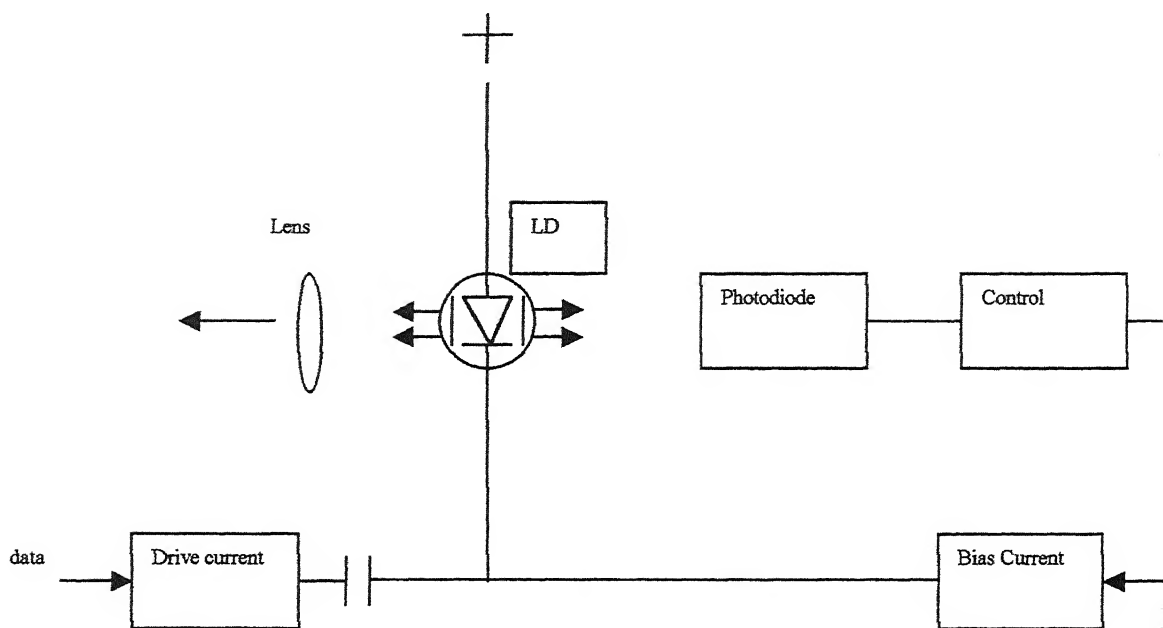 Lens
LD
Photodiode
Control
data
Drive current
Bias Current